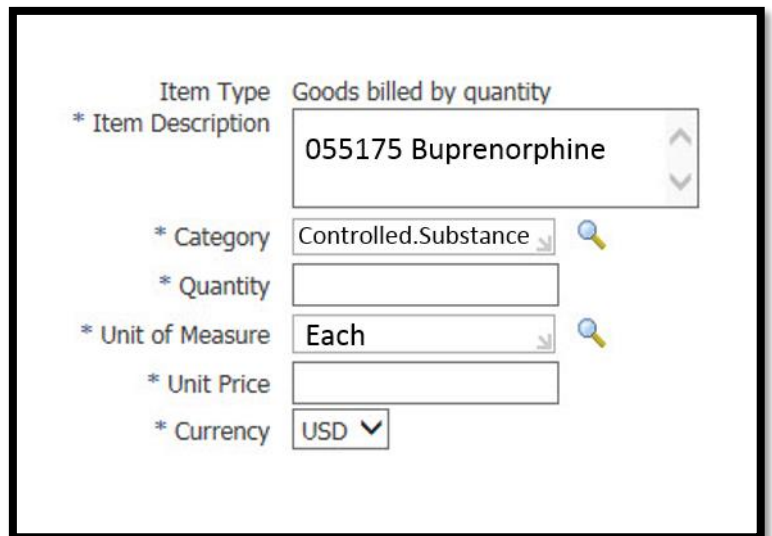 Item Type Goods billed by quantity
* Item Description 055175 Buprenorphine
* Category Controlled.Substance
* Quantity
* Unit of Measure Each
* Unit Price
* Currency USD